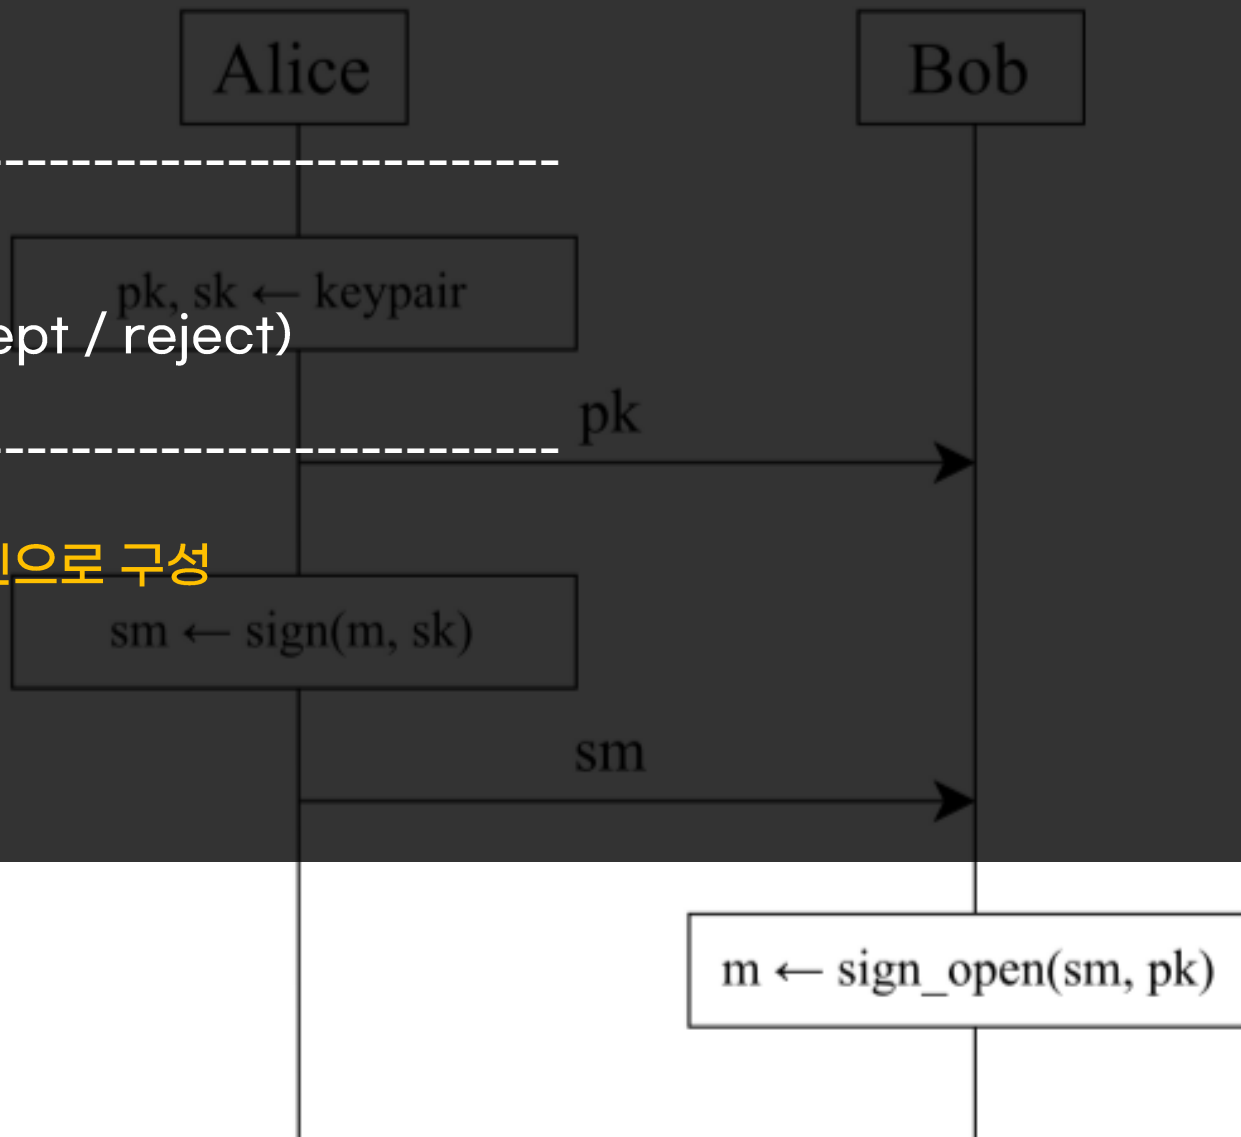 Alice
Bob
pk, sk ← keypair
ept / reject)
pk
으로 구성
sm ← sign(m, sk)
sm
m ← sign_open(sm, pk)